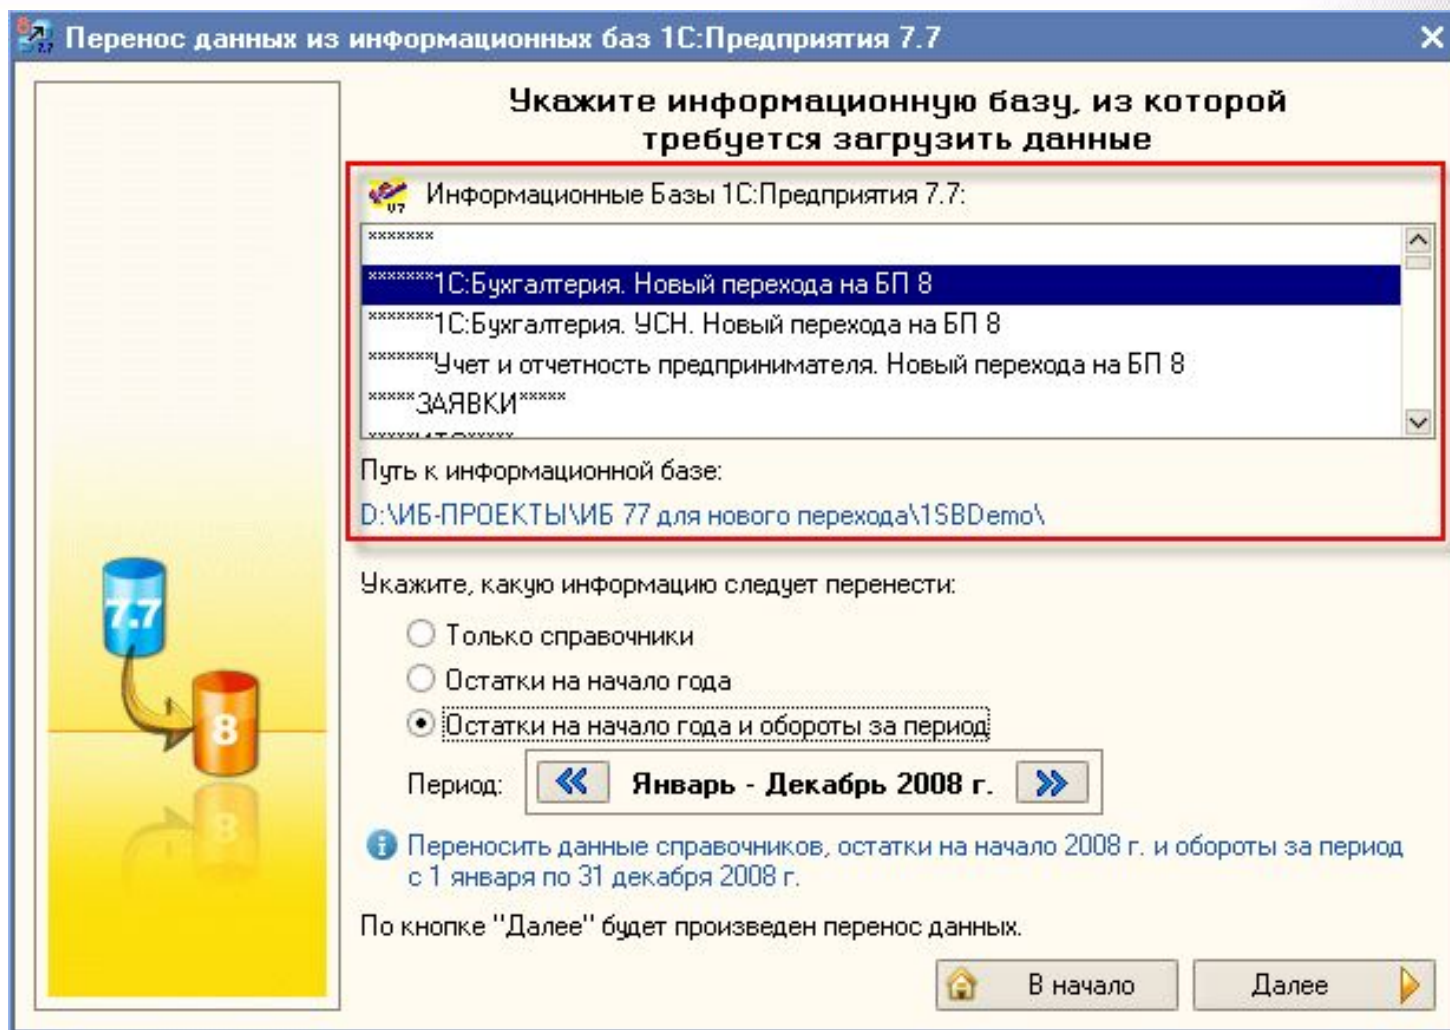 Перенос данных из информационных баз 1С:Предприятия 7.7
Укажите информационную базу, из которой
требуется загрузить данные
Информационные Базы 1С:Предприятия 7.7:
*******
*******1С:Бухгалтерия. Новый перехода на БП 8
*******1С:Бухгалтерия. УСН. Новый перехода на БП 8
*******Учет и отчетность предпринимателя. Новый перехода на БП 8
*****ЗАЯВКИ*****
Путь к информационной базе:
D:\ИБ-ПРОЕКТЫ\ИБ 77 для нового перехода\1SBDemo\
Укажите, какую информацию следует перенести:
Только справочники
Остатки на начало года
Остатки на начало года и обороты за период
Период: Январь - Декабрь 2008 г.
Переносить данные справочников, остатки на начало 2008 г. и обороты за период
с 1 января по 31 декабря 2008 г.
По кнопке "Далее" будет произведен перенос данных.
В начало Далее
7.7
8
8